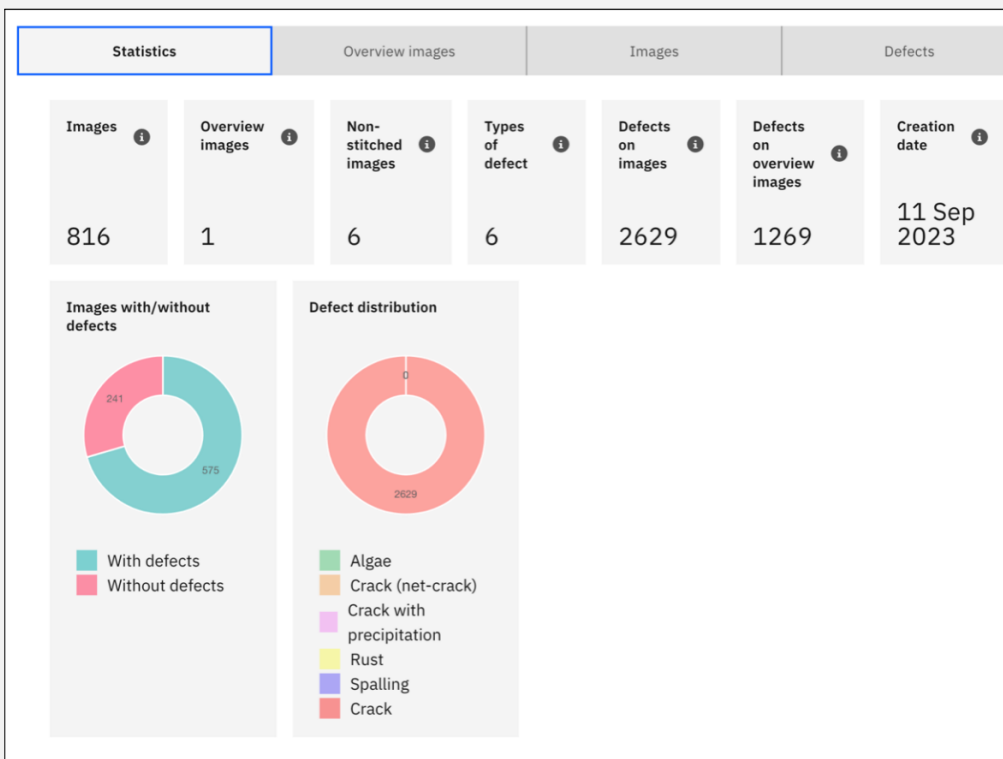 Statistics
Overview images
Images
Defects
Images
816
Overview
images
1
Non-
stitched
images
6
Types
of
defect
6
Defects
on
images
2629
Defects
on
overview
images
1269
Creation
date
11 Sep
2023
Images with/without
defects
241
575
With defects
Without defects
Defect distribution
0
2629
Algae
Crack (net-crack)
Crack with
precipitation
Rust
Spalling
Crack